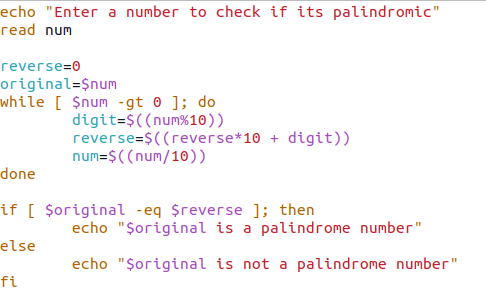 echo "Enter a number to check if its palindromic"
read num

reverse=0
original=$num
while [ $num -gt 0 ]; do
        digit=$((num%10))
        reverse=$((reverse*10 + digit))
        num=$((num/10))
done

if [ $original -eq $reverse ]; then
        echo "$original is a palindrome number"
else
        echo "$original is not a palindrome number"
fi